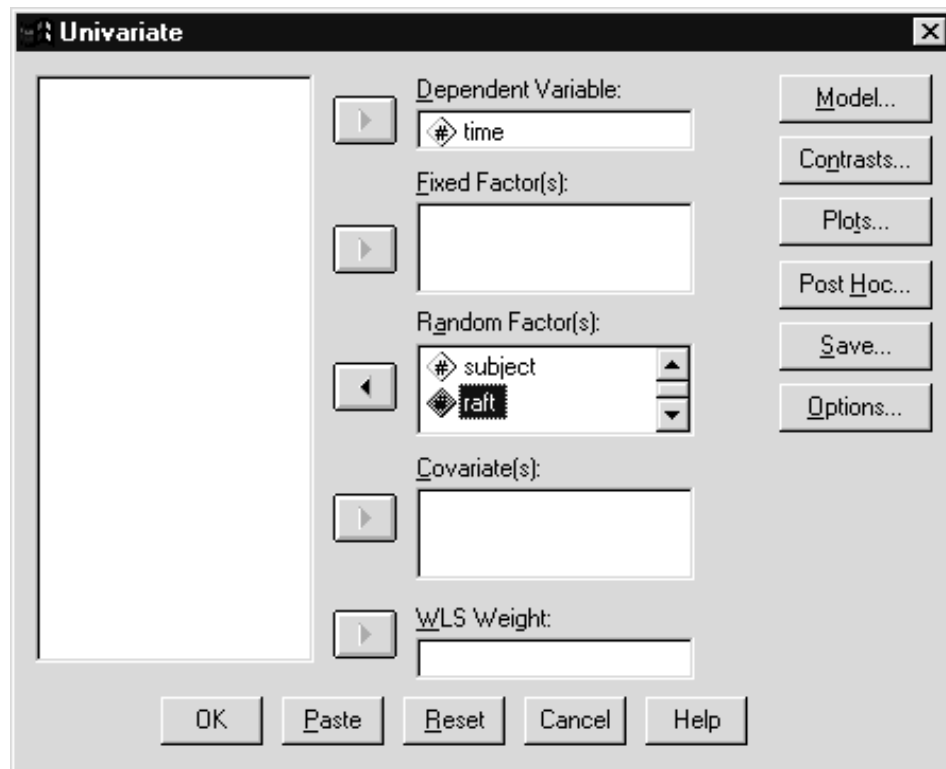 Univariate
Dependent Variable:
# time
Fixed Factor(s):
Random Factor(s):
# subject
# raft
Covariate(s):
WLS Weight:
Model...
Contrasts...
Plots...
Post Hoc...
Save...
Options...
OK
Paste
Reset
Cancel
Help